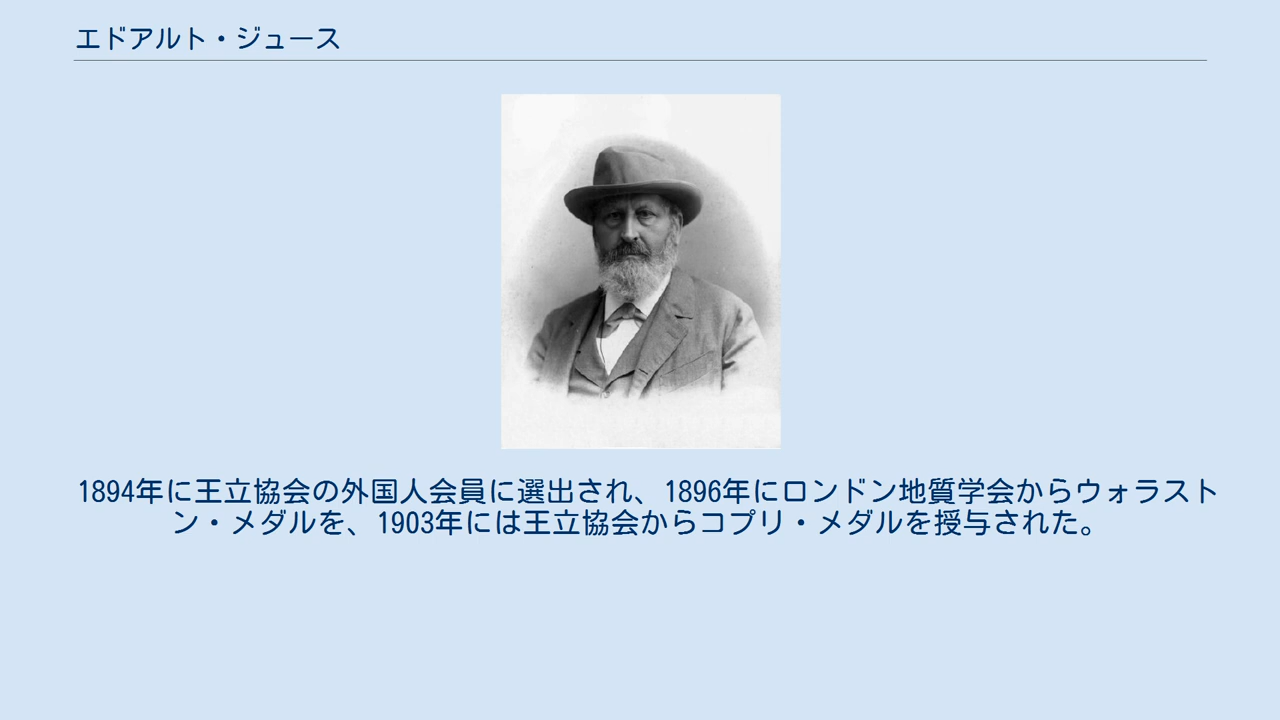 エドアルト・ジュース
1894年に王立協会の外国人会員に選出され、1896年にロンドン地質学会からウォラスト
ン・メダルを、1903年には王立協会からコプリ・メダルを授与された。